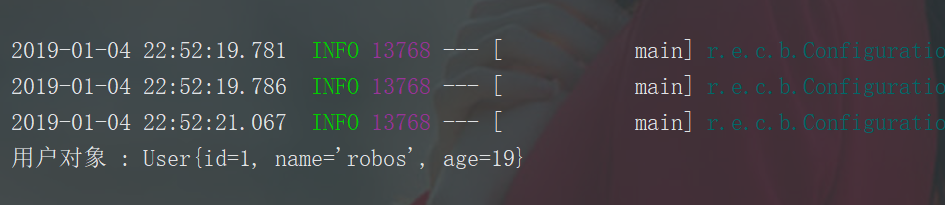 2019-01-04 22:52:19.781 INFO 13768 --- [ main] r.e.c.b.Configuratio
2019-01-04 22:52:19.786 INFO 13768 --- [ main] r.e.c.b.Configuratio
2019-01-04 22:52:21.067 INFO 13768 --- [ main] r.e.c.b.Configuratio
用户对象 : User{id=1, name='robos', age=19}